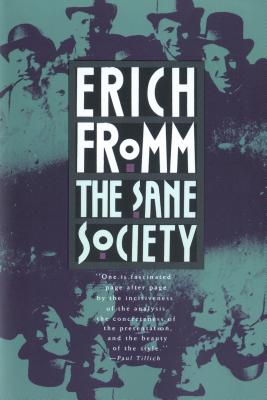 ERICH
FROMM
THE SANE
SOCIETY
"One is fascinated
page after page
by the incisiveness
of the analysis,
the concreteness of
the presentation,
and the beauty
of the style."
—Paul Tillich